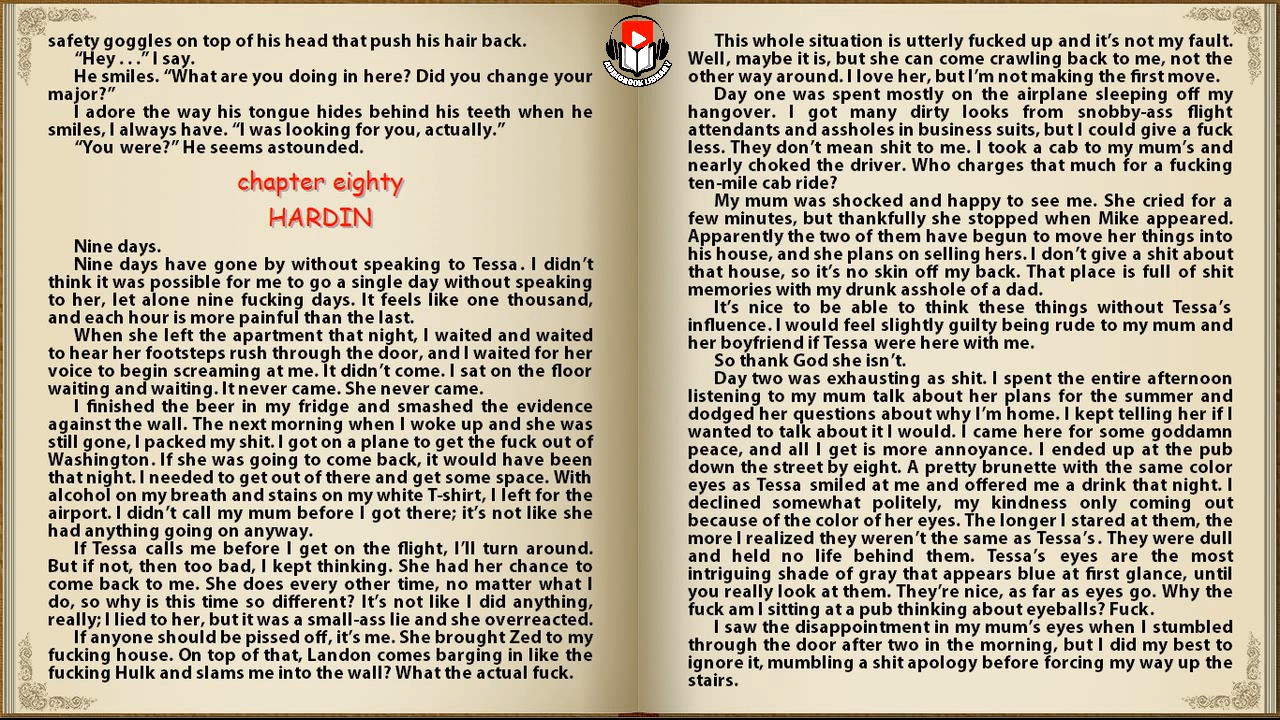 safety goggles on top of his head that push his hair back.
“Hey . . .” I say.
He smiles. “What are you doing in here? Did you change your
major?”
I adore the way his tongue hides behind his teeth when he
smiles, I always have. “I was looking for you, actually.”
“You were?” He seems astounded.
chapter eighty
HARDIN
Nine days.
Nine days have gone by without speaking to Tessa. I didn’t
think it was possible for me to go a single day without speaking
to her, let alone nine fucking days. It feels like one thousand,
and each hour is more painful than the last.
When she left the apartment that night, I waited and waited
to hear her footsteps rush through the door, and I waited for her
voice to begin screaming at me. It didn’t come. I sat on the floor
waiting and waiting. It never came. She never came.
I finished the beer in my fridge and smashed the evidence
against the wall. The next morning when I woke up and she was
still gone, I packed my shit. I got on a plane to get the fuck out of
Washington. If she was going to come back, it would have been
that night. I needed to get out of there and get some space. With
alcohol on my breath and stains on my white T-shirt, I left for the
airport. I didn’t call my mum before I got there; it’s not like she
had anything going on anyway.
If Tessa calls me before I get on the flight, I’ll turn around.
But if not, then too bad, I kept thinking. She had her chance to
come back to me. She does every other time, no matter what I
do, so why is this time so different? It’s not like I did anything,
really; I lied to her, but it was a small-ass lie and she overreacted.
If anyone should be pissed off, it’s me. She brought Zed to my
fucking house. On top of that, Landon comes barging in like the
fucking Hulk and slams me into the wall? What the actual fuck.
AUDIOBOOK LIBRARY
This whole situation is utterly fucked up and it’s not my fault.
Well, maybe it is, but she can come crawling back to me, not the
other way around. I love her, but I’m not making the first move.
Day one was spent mostly on the airplane sleeping off my
hangover. I got many dirty looks from snobby-ass flight
attendants and assholes in business suits, but I could give a fuck
less. They don’t mean shit to me. I took a cab to my mum’s and
nearly choked the driver. Who charges that much for a fucking
ten-mile cab ride?
My mum was shocked and happy to see me. She cried for a
few minutes, but thankfully she stopped when Mike appeared.
Apparently the two of them have begun to move her things into
his house, and she plans on selling hers. I don’t give a shit about
that house, so it’s no skin off my back. That place is full of shit
memories with my drunk asshole of a dad.
It’s nice to be able to think these things without Tessa’s
influence. I would feel slightly guilty being rude to my mum and
her boyfriend if Tessa were here with me.
So thank God she isn’t.
Day two was exhausting as shit. I spent the entire afternoon
listening to my mum talk about her plans for the summer and
dodged her questions about why I’m home. I kept telling her if I
wanted to talk about it I would. I came here for some goddamn
peace, and all I get is more annoyance. I ended up at the pub
down the street by eight. A pretty brunette with the same color
eyes as Tessa smiled at me and offered me a drink that night. I
declined somewhat politely, my kindness only coming out
because of the color of her eyes. The longer I stared at them, the
more I realized they weren’t the same as Tessa’s. They were dull
and held no life behind them. Tessa’s eyes are the most
intriguing shade of gray that appears blue at first glance, until
you really look at them. They’re nice, as far as eyes go. Why the
fuck am I sitting at a pub thinking about eyeballs? Fuck.
I saw the disappointment in my mum’s eyes when I stumbled
through the door after two in the morning, but I did my best to
ignore it, mumbling a shit apology before forcing my way up the
stairs.